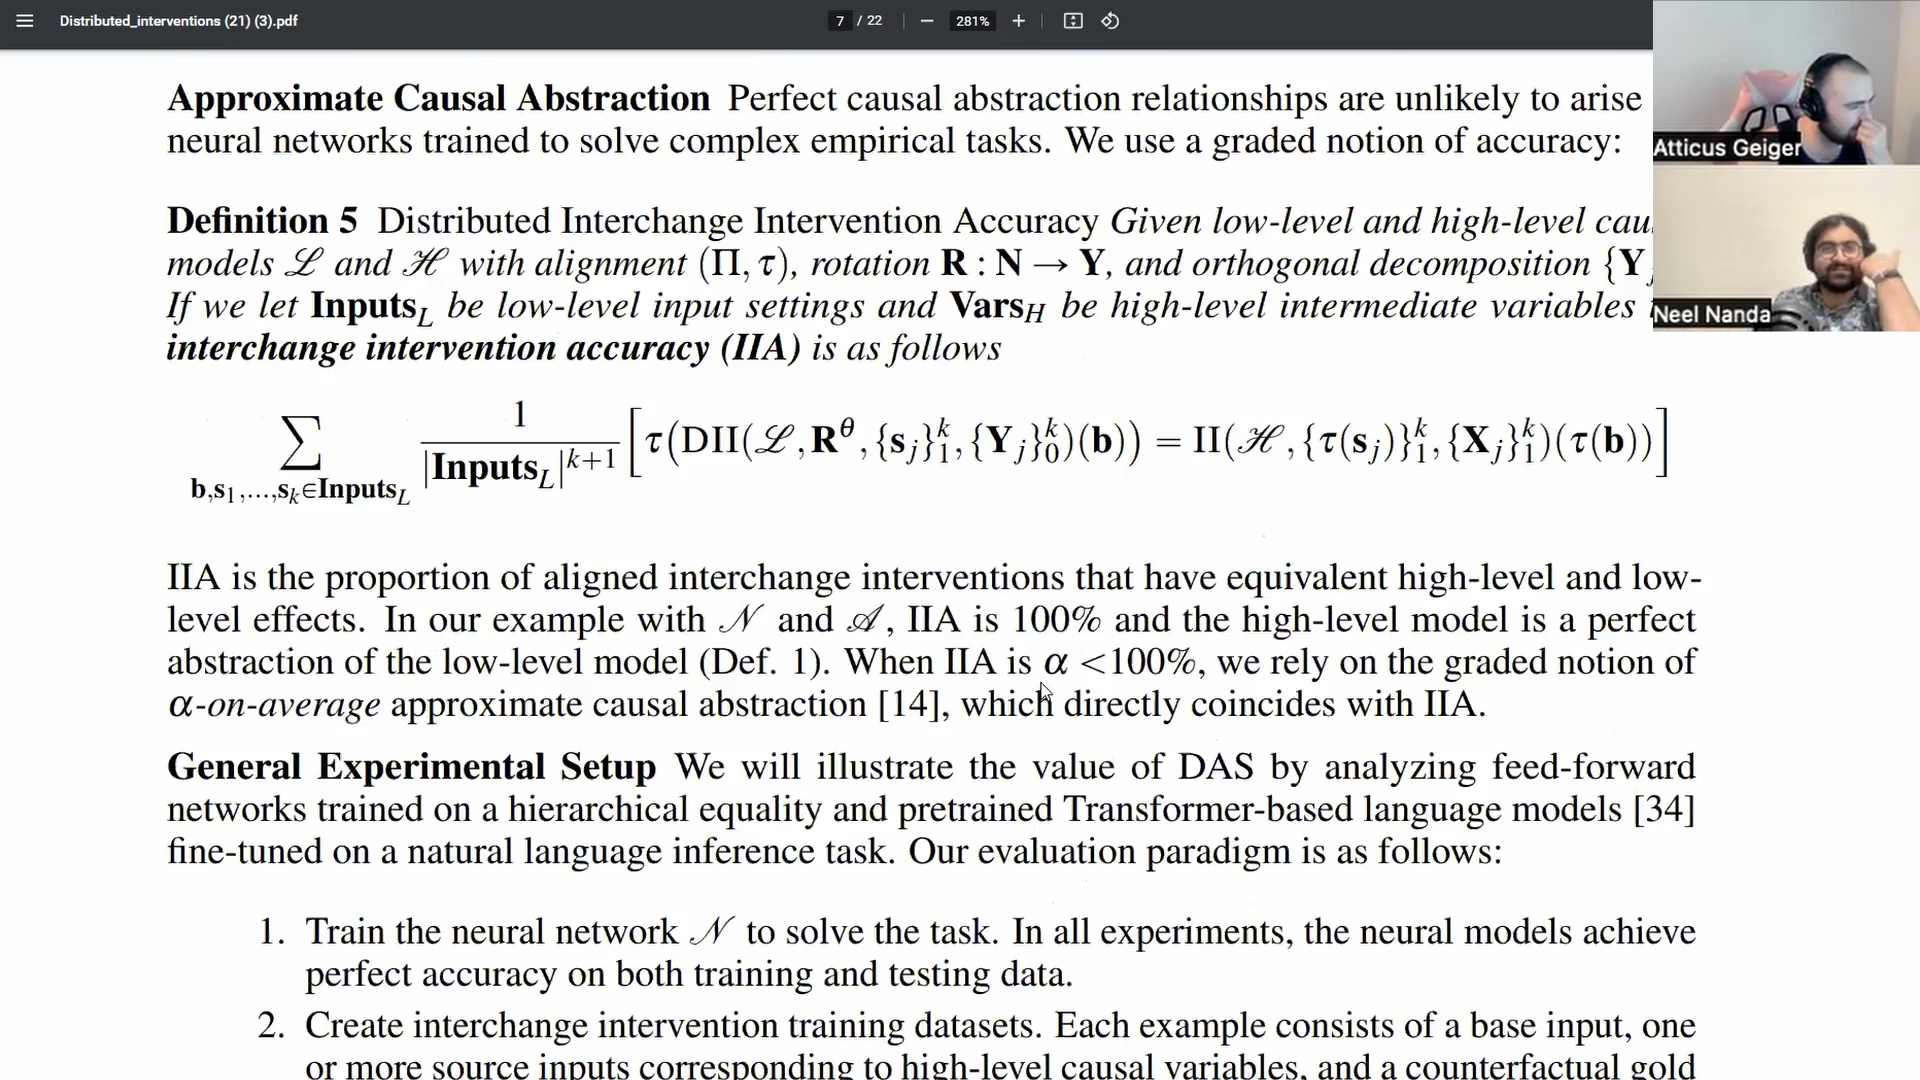 Distributed_interventions (21) (3).pdf
7 / 22
281%
Approximate Causal Abstraction Perfect causal abstraction relationships are unlikely to arise
neural networks trained to solve complex empirical tasks. We use a graded notion of accuracy:
Definition 5 Distributed Interchange Intervention Accuracy Given low-level and high-level cau
models ℒ and ℋ with alignment (Π, τ), rotation R : N → Y, and orthogonal decomposition {Y
If we let Inputs_L be low-level input settings and Vars_H be high-level intermediate variables
interchange intervention accuracy (IIA) is as follows
∑_{b,s_1,...,s_k∈Inputs_L} 1/|Inputs_L|^{k+1} [τ(DII(ℒ, R^θ, {s_j}_1^k, {Y_j}_0^k)(b)) = II(ℋ, {τ(s_j)}_1^k, {X_j}_1^k)(τ(b))]
IIA is the proportion of aligned interchange interventions that have equivalent high-level and low-
level effects. In our example with 𝒩 and 𝒜, IIA is 100% and the high-level model is a perfect
abstraction of the low-level model (Def. 1). When IIA is α <100%, we rely on the graded notion of
α-on-average approximate causal abstraction [14], which directly coincides with IIA.
General Experimental Setup We will illustrate the value of DAS by analyzing feed-forward
networks trained on a hierarchical equality and pretrained Transformer-based language models [34]
fine-tuned on a natural language inference task. Our evaluation paradigm is as follows:
1. Train the neural network 𝒩 to solve the task. In all experiments, the neural models achieve
perfect accuracy on both training and testing data.
2. Create interchange intervention training datasets. Each example consists of a base input, one
or more source inputs corresponding to high-level causal variables, and a counterfactual gold
Atticus Geiger
Neel Nanda